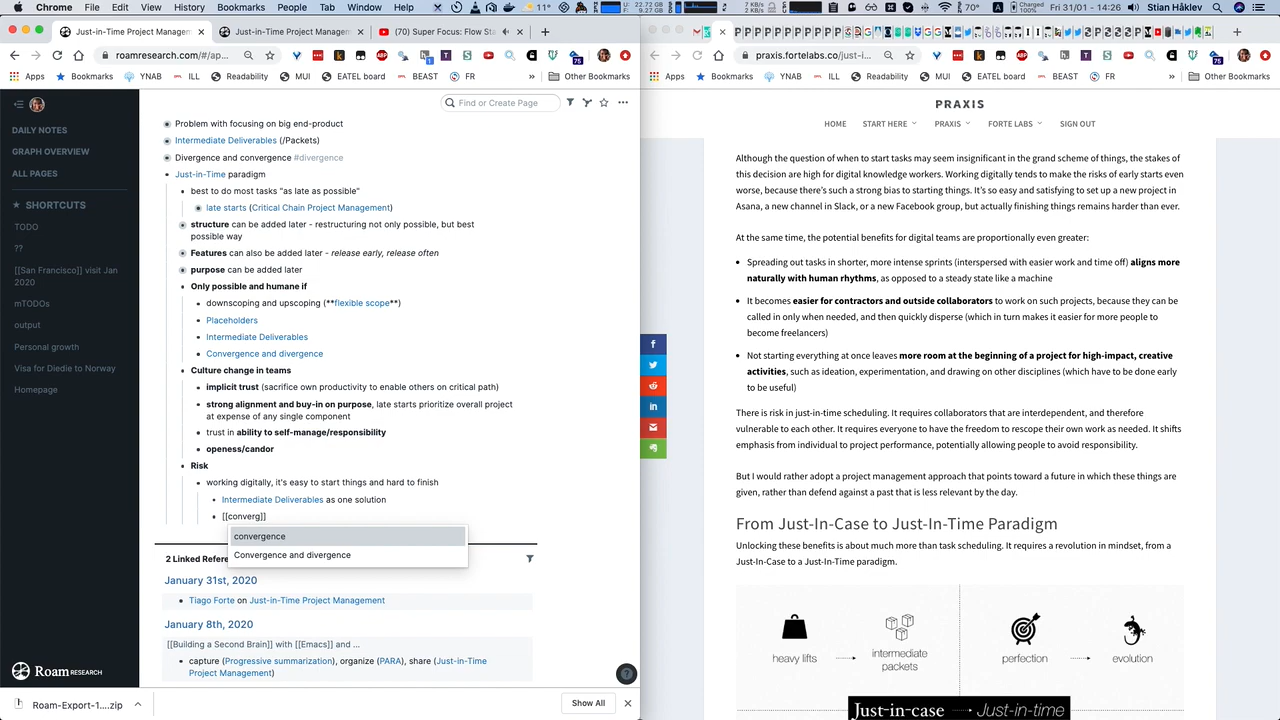 Chrome File Edit View History Bookmarks People Tab Window Help
11° U: 22.72 GB F: 9.27 GB 2 KB/s 7 KB/s 70° Charged 100% Fri 31/01 - 14:26 Stian Håklev
Just-in-Time Project Managem
Just-in-Time Project Managem
(70) Super Focus: Flow Sta
roamresearch.com/#/ap...
praxis.fortelabs.co/just-i...
Apps Bookmarks YNAB ILL Readability MUI EATEL board BEAST FR » Other Bookmarks
Apps Bookmarks YNAB ILL Readability MUI EATEL board BEAST FR » Other Bookmarks
DAILY NOTES
GRAPH OVERVIEW
ALL PAGES
SHORTCUTS
TODO
??
[[San Francisco]] visit Jan
2020
mTODOs
output
Personal growth
Visa for Diedie to Norway
Homepage
Roam RESEARCH
Find or Create Page
Problem with focusing on big end-product
Intermediate Deliverables (/Packets)
Divergence and convergence #divergence
Just-in-Time paradigm
best to do most tasks "as late as possible"
late starts (Critical Chain Project Management)
structure can be added later - restructuring not only possible, but best
possible way
Features can also be added later - release early, release often
purpose can be added later
Only possible and humane if
downscoping and upscoping (**flexible scope**)
Placeholders
Intermediate Deliverables
Convergence and divergence
Culture change in teams
implicit trust (sacrifice own productivity to enable others on critical path)
strong alignment and buy-in on purpose, late starts prioritize overall project
at expense of any single component
trust in ability to self-manage/responsibility
openess/candor
Risk
working digitally, it's easy to start things and hard to finish
Intermediate Deliverables as one solution
[[converg]]
convergence
Convergence and divergence
2 Linked Refere
January 31st, 2020
Tiago Forte on Just-in-Time Project Management
January 8th, 2020
[[Building a Second Brain]] with [[Emacs]] and ...
capture (Progressive summarization), organize (PARA), share (Just-in-Time
Project Management)
Roam-Export-1....zip
Show All
PRAXIS
HOME START HERE PRAXIS FORTE LABS SIGN OUT
Although the question of when to start tasks may seem insignificant in the grand scheme of things, the stakes of
this decision are high for digital knowledge workers. Working digitally tends to make the risks of early starts even
worse, because there's such a strong bias to starting things. It's so easy and satisfying to set up a new project in
Asana, a new channel in Slack, or a new Facebook group, but actually finishing things remains harder than ever.
At the same time, the potential benefits for digital teams are proportionally even greater:
Spreading out tasks in shorter, more intense sprints (interspersed with easier work and time off) aligns more
naturally with human rhythms, as opposed to a steady state like a machine
It becomes easier for contractors and outside collaborators to work on such projects, because they can be
called in only when needed, and then quickly disperse (which in turn makes it easier for more people to
become freelancers)
Not starting everything at once leaves more room at the beginning of a project for high-impact, creative
activities, such as ideation, experimentation, and drawing on other disciplines (which have to be done early
to be useful)
There is risk in just-in-time scheduling. It requires collaborators that are interdependent, and therefore
vulnerable to each other. It requires everyone to have the freedom to rescope their own work as needed. It shifts
emphasis from individual to project performance, potentially allowing people to avoid responsibility.
But I would rather adopt a project management approach that points toward a future in which these things are
given, rather than defend against a past that is less relevant by the day.
From Just-In-Case to Just-In-Time Paradigm
Unlocking these benefits is about much more than task scheduling. It requires a revolution in mindset, from a
Just-In-Case to a Just-In-Time paradigm.
heavy lifts
intermediate
packets
perfection
evolution
Just-in-case Just-in-time